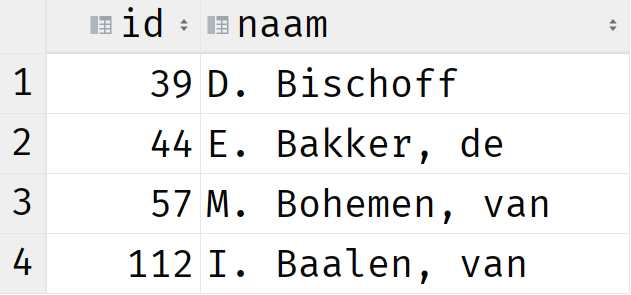 id naam
1 39 D. Bischoff
2 44 E. Bakker, de
3 57 M. Bohemen, van
4 112 I. Baalen, van